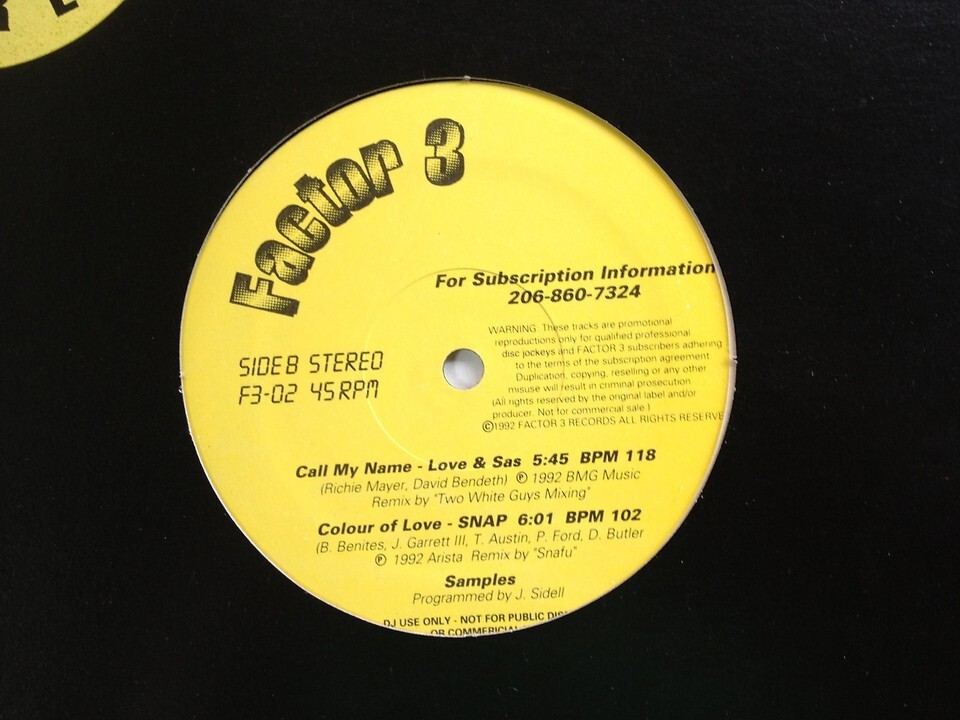 Factor 3
For Subscription Information
206-860-7324
WARNING: These tracks are promotional
reproductions only for qualified professional
disc jockeys and FACTOR 3 subscribers adhering
to the terms of the subscription agreement
Duplication, copying, reselling or any other
misuse will result in criminal prosecution
(All rights reserved by the original label and/or
producer. Not for commercial sale.)
©1992 FACTOR 3 RECORDS ALL RIGHTS RESERVE
SIDE B STEREO
F3-02 45 RPM
Call My Name - Love & Sas 5:45 BPM 118
(Richie Mayer, David Bendeth) ℗ 1992 BMG Music
Remix by "Two White Guys Mixing"
Colour of Love - SNAP 6:01 BPM 102
(B. Benites, J. Garrett III, T. Austin, P. Ford, D. Butler
℗ 1992 Arista Remix by "Snafu"
Samples
Programmed by J. Sidell
DJ USE ONLY - NOT FOR PUBLIC
OR COMMERCIAL